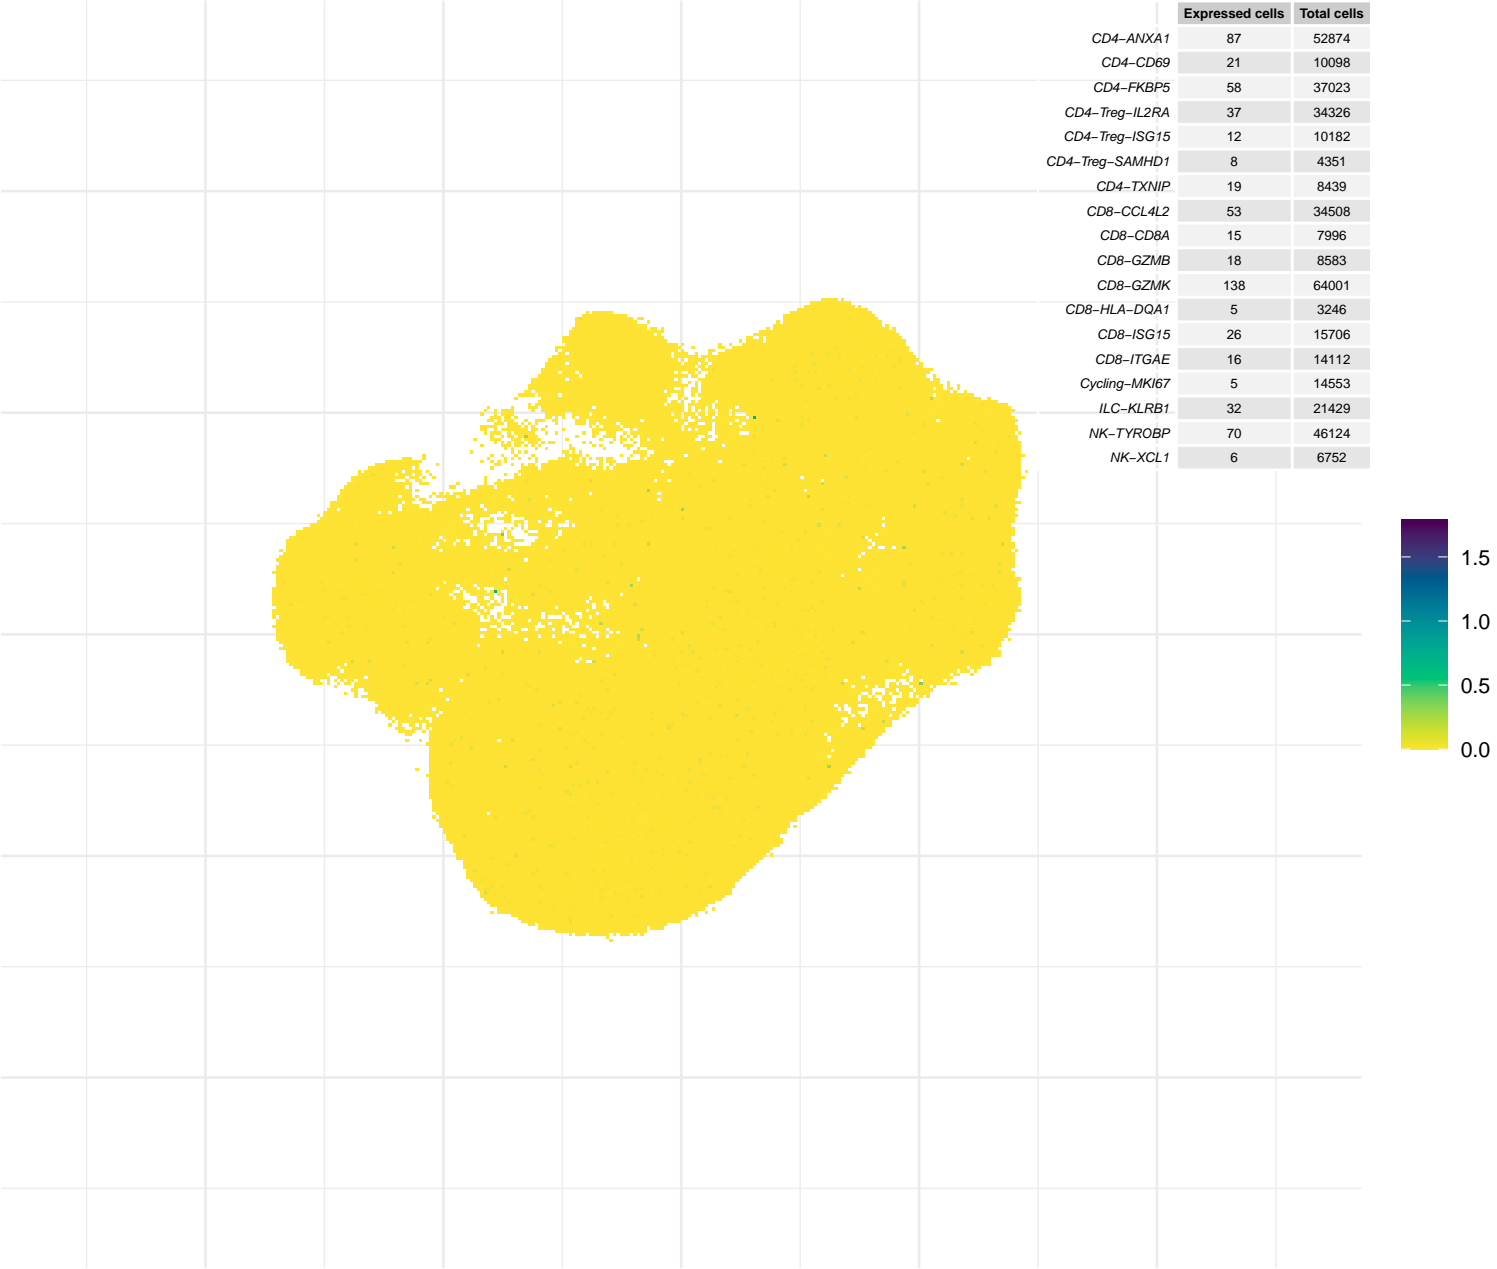 Expressed cells Total cells
CD4−ANXA1 87 52874
CD4−CD69 21 10098
CD4−FKBP5 58 37023
CD4−Treg−IL2RA 37 34326
CD4−Treg−ISG15 12 10182
CD4−Treg−SAMHD1 8 4351
CD4−TXNIP 19 8439
CD8−CCL4L2 53 34508
CD8−CD8A 15 7996
CD8−GZMB 18 8583
CD8−GZMK 138 64001
CD8−HLA−DQA1 5 3246
CD8−ISG15 26 15706
CD8−ITGAE 16 14112
Cycling−MKI67 5 14553
ILC−KLRB1 32 21429
NK−TYROBP 70 46124
NK−XCL1 6 6752
1.5
1.0
0.5
0.0